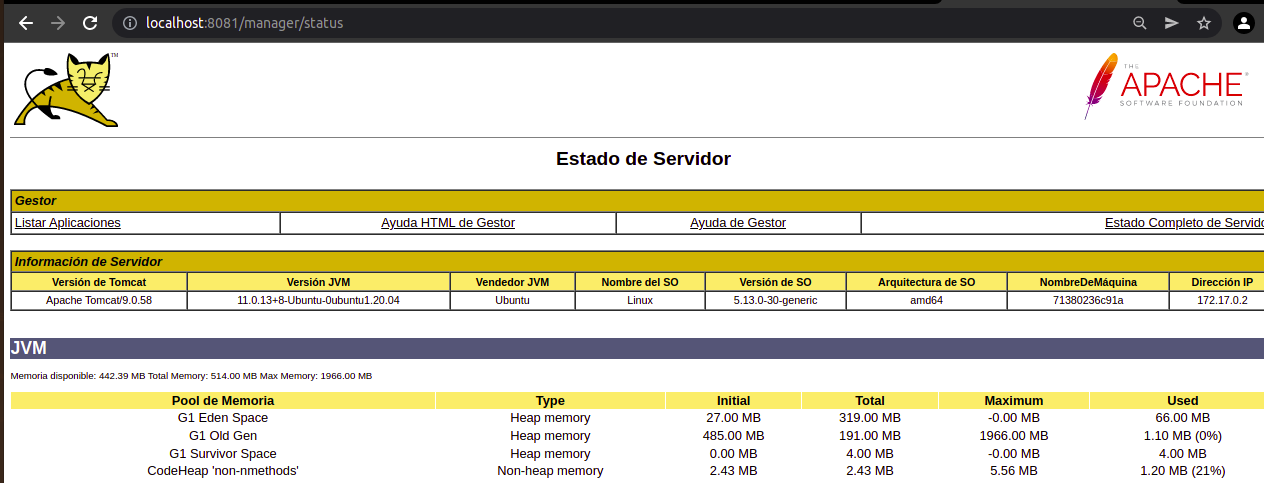 localhost:8081/manager/status
TM
THE
APACHE®
SOFTWARE FOUNDATION
Estado de Servidor
Gestor
Listar Aplicaciones Ayuda HTML de Gestor Ayuda de Gestor Estado Completo de Servido
Información de Servidor
Versión de Tomcat Versión JVM Vendedor JVM Nombre del SO Versión de SO Arquitectura de SO NombreDeMáquina Dirección IP
Apache Tomcat/9.0.58 11.0.13+8-Ubuntu-0ubuntu1.20.04 Ubuntu Linux 5.13.0-30-generic amd64 71380236c91a 172.17.0.2
JVM
Memoria disponible: 442.39 MB Total Memory: 514.00 MB Max Memory: 1966.00 MB
Pool de Memoria Type Initial Total Maximum Used
G1 Eden Space Heap memory 27.00 MB 319.00 MB -0.00 MB 66.00 MB
G1 Old Gen Heap memory 485.00 MB 191.00 MB 1966.00 MB 1.10 MB (0%)
G1 Survivor Space Heap memory 0.00 MB 4.00 MB -0.00 MB 4.00 MB
CodeHeap 'non-nmethods' Non-heap memory 2.43 MB 2.43 MB 5.56 MB 1.20 MB (21%)